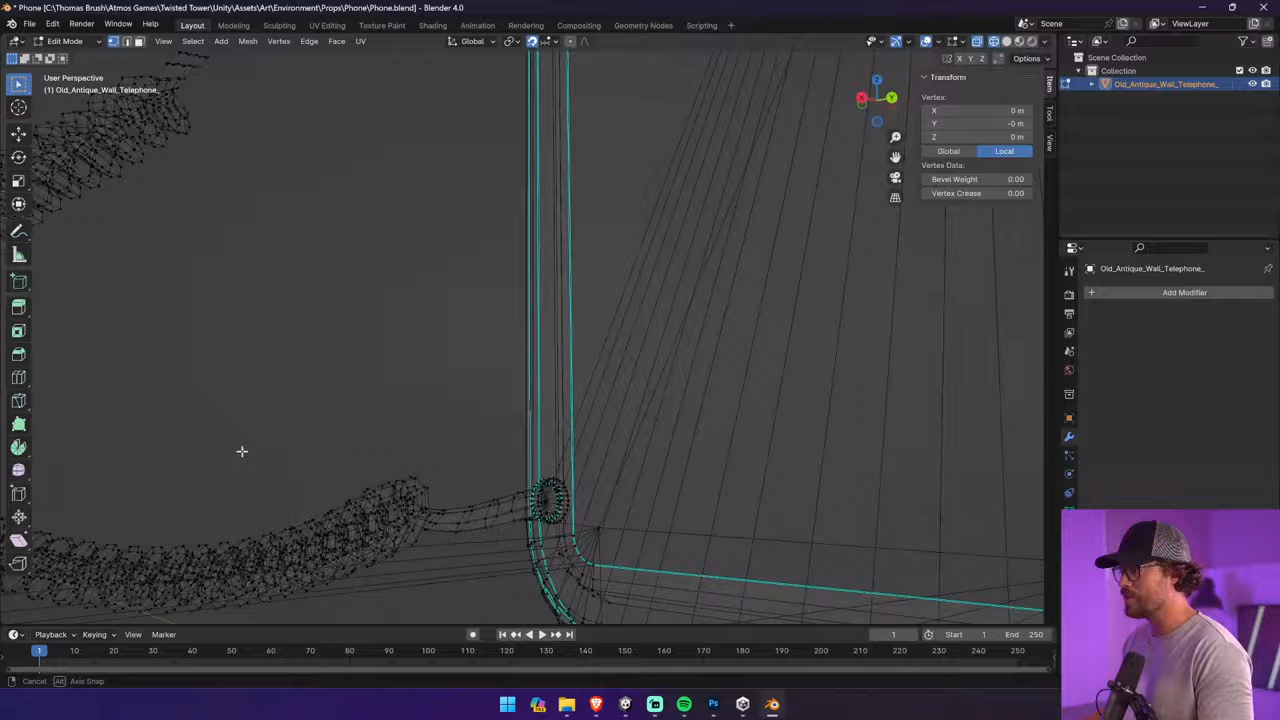 * Phone [C:\Thomas Brush\Atmos Games\Twisted Tower\Unity\Assets\Art\Environment\Props\Phone\Phone.blend] - Blender 4.0
File Edit Render Window Help Layout Modeling Sculpting UV Editing Texture Paint Shading Animation Rendering Compositing Geometry Nodes Scripting + Scene ViewLayer
Edit Mode View Select Add Mesh Vertex Edge Face UV Global
X Y Z Options
User Perspective
(1) Old_Antique_Wall_Telephone_
Transform
Vertex:
X 0 m
Y -0 m
Z 0 m
Global Local
Vertex Data:
Bevel Weight 0.00
Vertex Crease 0.00
Item
Tool
View
Z
X
Y
Scene Collection
Collection
Old_Antique_Wall_Telephone_
Old_Antique_Wall_Telephone_
+ Add Modifier
Playback Keying View Marker 1 Start 1 End 250
1 10 20 30 40 50 60 70 80 90 100 110 120 130 140 150 160 170 180 190 200 210 220 230 240 250
Cancel Alt Axis Snap